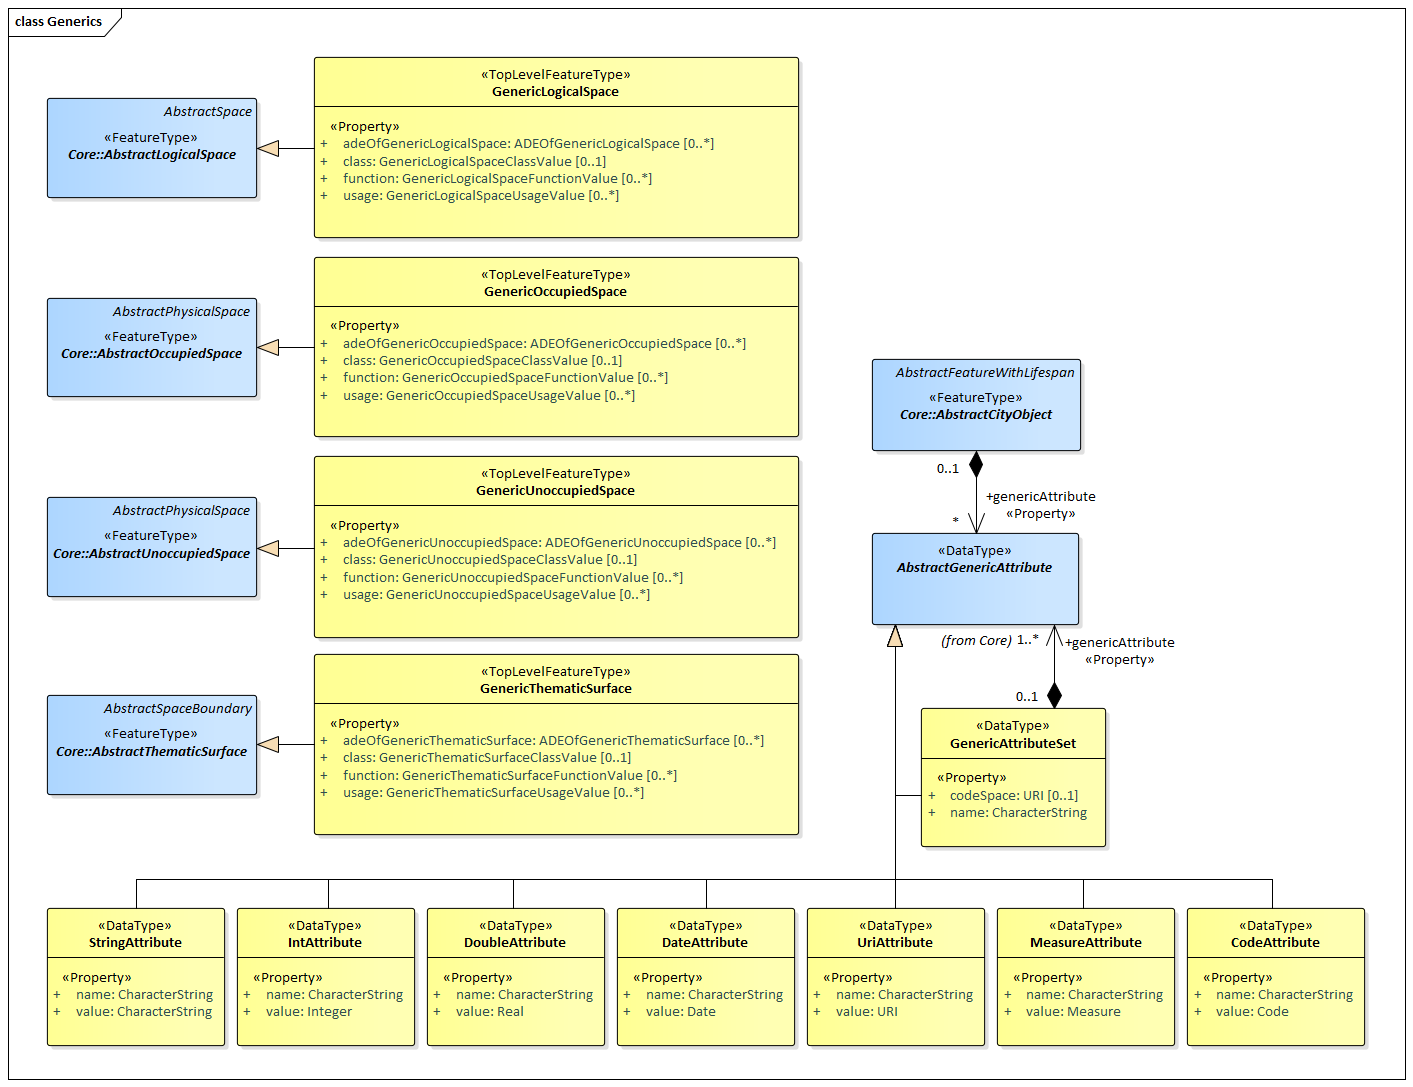 class Generics
«TopLevelFeatureType»
GenericLogicalSpace
«Property»
+ adeOfGenericLogicalSpace: ADEOfGenericLogicalSpace [0..*]
+ class: GenericLogicalSpaceClassValue [0..1]
+ function: GenericLogicalSpaceFunctionValue [0..*]
+ usage: GenericLogicalSpaceUsageValue [0..*]
AbstractSpace
«FeatureType»
Core::AbstractLogicalSpace
«TopLevelFeatureType»
GenericOccupiedSpace
«Property»
+ adeOfGenericOccupiedSpace: ADEOfGenericOccupiedSpace [0..*]
+ class: GenericOccupiedSpaceClassValue [0..1]
+ function: GenericOccupiedSpaceFunctionValue [0..*]
+ usage: GenericOccupiedSpaceUsageValue [0..*]
AbstractPhysicalSpace
«FeatureType»
Core::AbstractOccupiedSpace
«TopLevelFeatureType»
GenericUnoccupiedSpace
«Property»
+ adeOfGenericUnoccupiedSpace: ADEOfGenericUnoccupiedSpace [0..*]
+ class: GenericUnoccupiedSpaceClassValue [0..1]
+ function: GenericUnoccupiedSpaceFunctionValue [0..*]
+ usage: GenericUnoccupiedSpaceUsageValue [0..*]
AbstractPhysicalSpace
«FeatureType»
Core::AbstractUnoccupiedSpace
«TopLevelFeatureType»
GenericThematicSurface
«Property»
+ adeOfGenericThematicSurface: ADEOfGenericThematicSurface [0..*]
+ class: GenericThematicSurfaceClassValue [0..1]
+ function: GenericThematicSurfaceFunctionValue [0..*]
+ usage: GenericThematicSurfaceUsageValue [0..*]
AbstractSpaceBoundary
«FeatureType»
Core::AbstractThematicSurface
AbstractFeatureWithLifespan
«FeatureType»
Core::AbstractCityObject
0..1
+genericAttribute
«Property»
*
«DataType»
AbstractGenericAttribute
(from Core)
1..*
+genericAttribute
«Property»
0..1
«DataType»
GenericAttributeSet
«Property»
+ codeSpace: URI [0..1]
+ name: CharacterString
«DataType»
StringAttribute
«Property»
+ name: CharacterString
+ value: CharacterString
«DataType»
IntAttribute
«Property»
+ name: CharacterString
+ value: Integer
«DataType»
DoubleAttribute
«Property»
+ name: CharacterString
+ value: Real
«DataType»
DateAttribute
«Property»
+ name: CharacterString
+ value: Date
«DataType»
UriAttribute
«Property»
+ name: CharacterString
+ value: URI
«DataType»
MeasureAttribute
«Property»
+ name: CharacterString
+ value: Measure
«DataType»
CodeAttribute
«Property»
+ name: CharacterString
+ value: Code